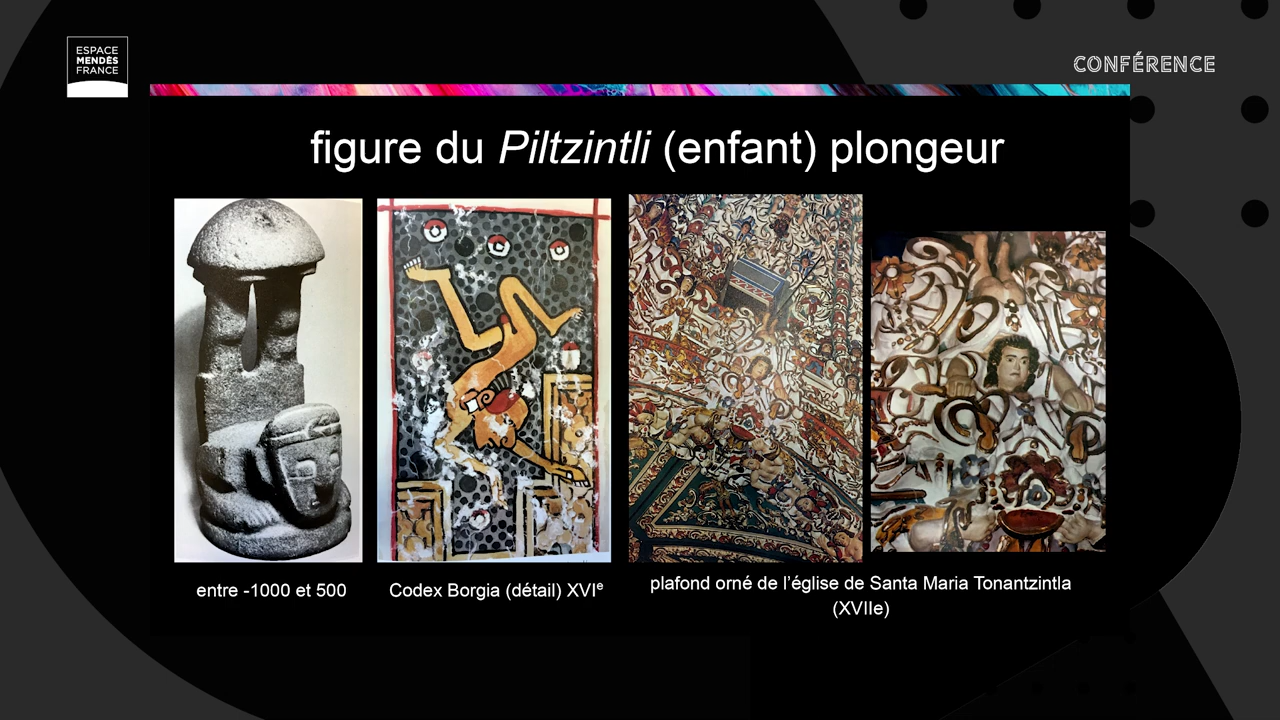 ESPACE
MENDÈS
FRANCE
CONFÉRENCE
figure du Piltzintli (enfant) plongeur
entre -1000 et 500
Codex Borgia (détail) XVIᵉ
plafond orné de l’église de Santa Maria Tonantzintla
(XVIIe)